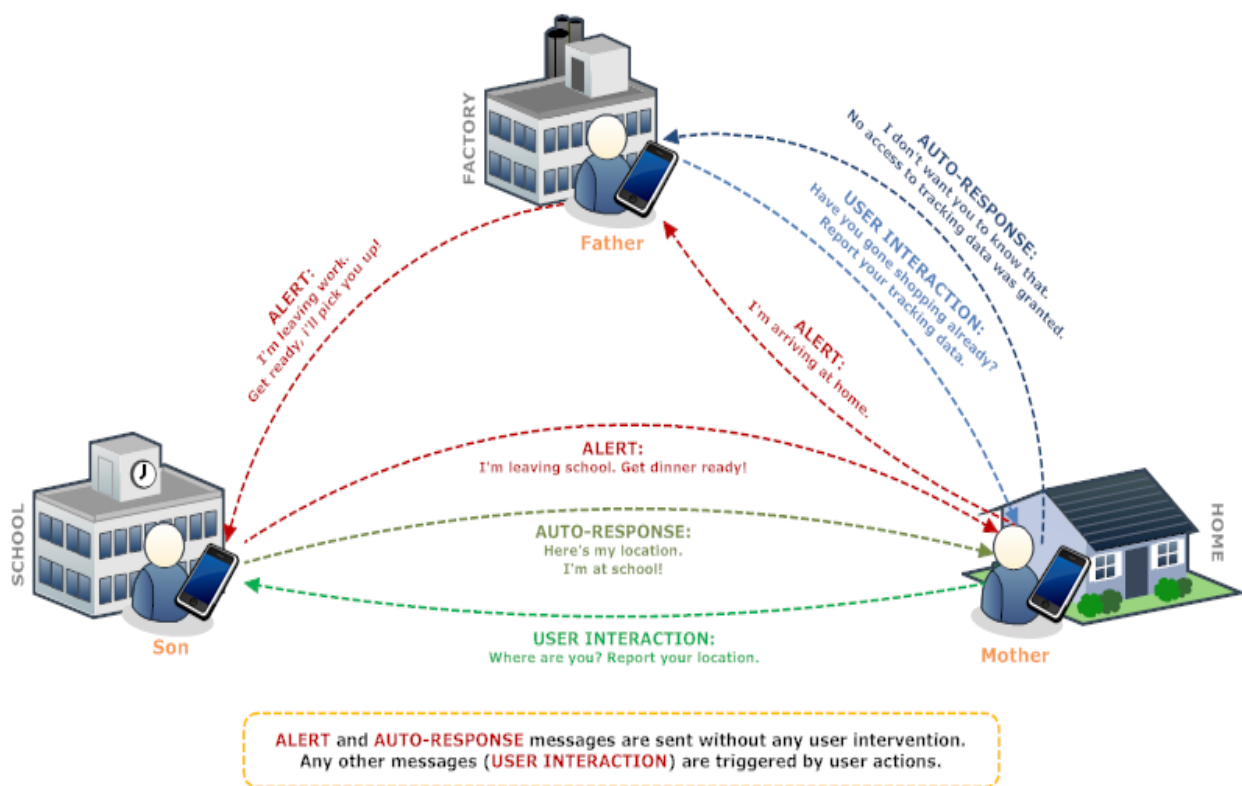 FACTORY
Father
AUTO-RESPONSE:
I don't want you to know that.
No access to tracking data was granted.
USER INTERACTION:
Have you gone shopping already?
Report your tracking data.
ALERT:
I'm leaving work.
Get ready, i'll pick you up!
ALERT:
I'm arriving at home.
ALERT:
I'm leaving school. Get dinner ready!
SCHOOL
Son
AUTO-RESPONSE:
Here's my location.
I'm at school!
HOME
Mother
USER INTERACTION:
Where are you? Report your location.
ALERT and AUTO-RESPONSE messages are sent without any user intervention.
Any other messages (USER INTERACTION) are triggered by user actions.